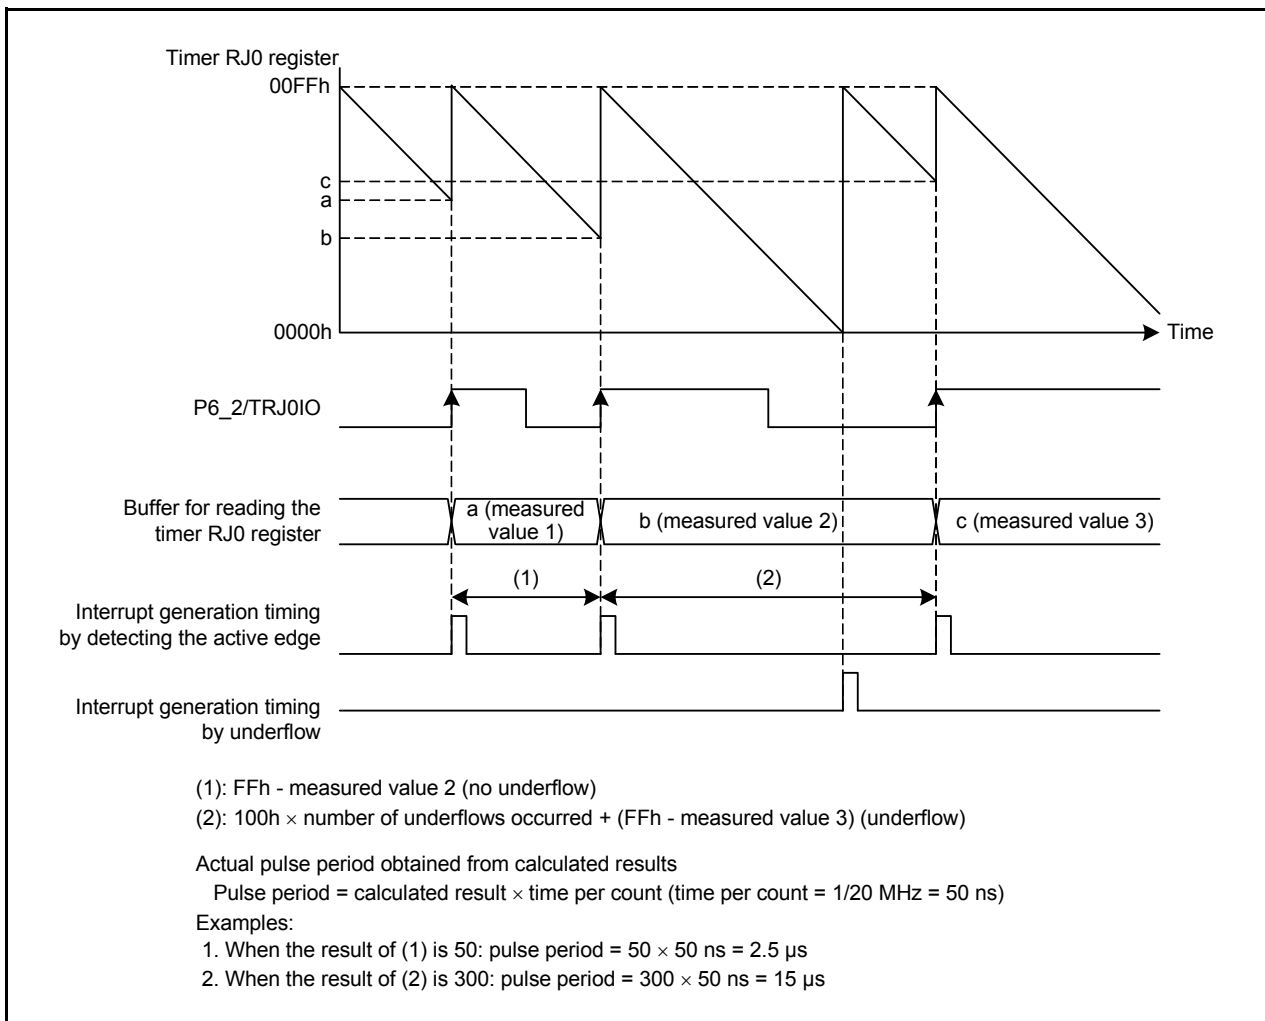 Timer RJ0 register
00FFh
c
a
b
0000h
Time
P6_2/TRJ0IO
Buffer for reading the
timer RJ0 register
a (measured
value 1)
b (measured value 2)
c (measured value 3)
(1)
(2)
Interrupt generation timing
by detecting the active edge
Interrupt generation timing
by underflow
(1): FFh - measured value 2 (no underflow)
(2): 100h × number of underflows occurred + (FFh - measured value 3) (underflow)
Actual pulse period obtained from calculated results
Pulse period = calculated result × time per count (time per count = 1/20 MHz = 50 ns)
Examples:
1. When the result of (1) is 50: pulse period = 50 × 50 ns = 2.5 µs
2. When the result of (2) is 300: pulse period = 300 × 50 ns = 15 µs